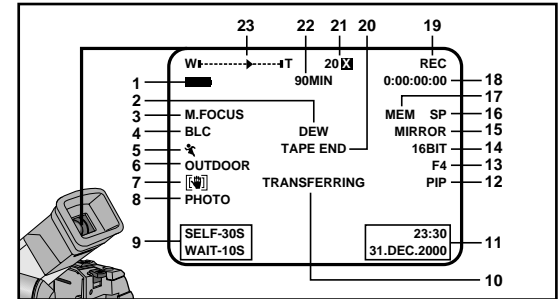 23 22 21 20 19
W T 20X REC
1 90MIN 0:00:00:00 18
2 17
3 M.FOCUS MEM SP 16
4 BLC DEW MIRROR 15
5 TAPE END 16BIT 14
6 OUTDOOR F4 13
7 TRANSFERRING PIP 12
8 PHOTO
9 SELF-30S 23:30 11
WAIT-10S 31.DEC.2000
10